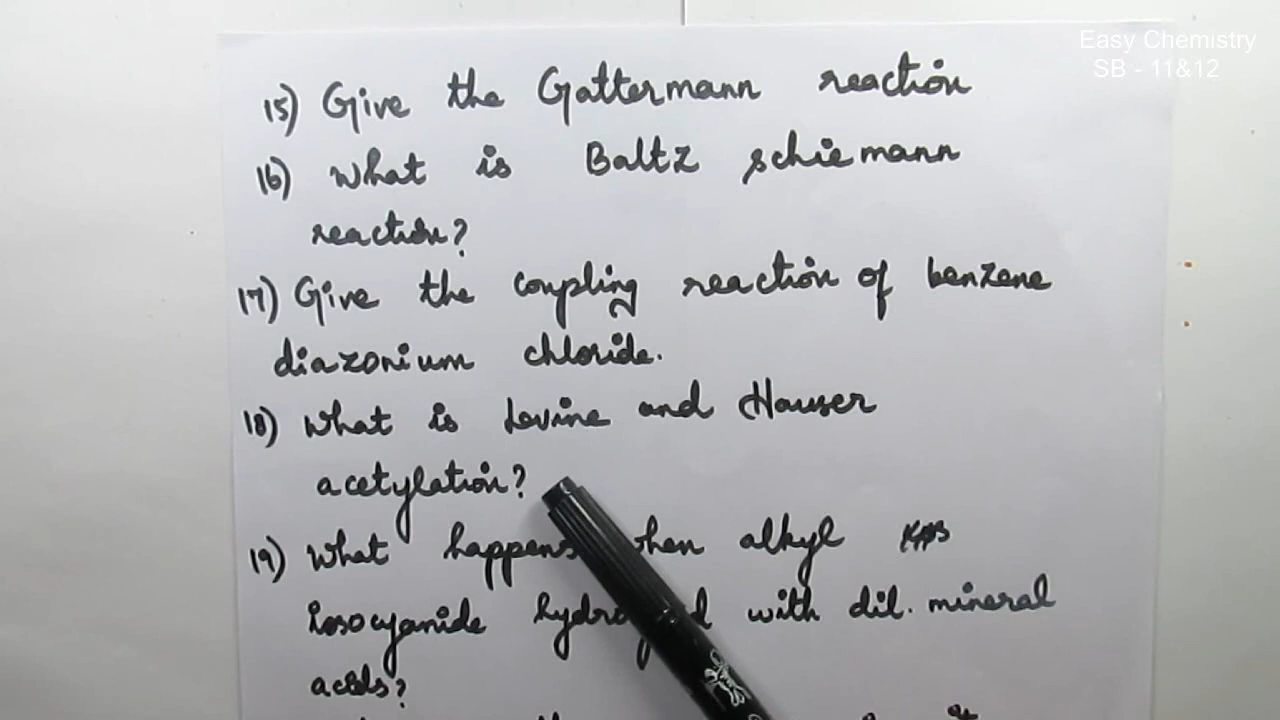 Easy Chemistry
SB - 11&12
15) Give the Gattermann reaction
16) What is Baltz schiemann
reaction?
17) Give the coupling reaction of benzene
diazonium chloride.
18) What is Levine and Hauser
acetylation?
19) What happens when alkyl
isocyanide with dil. mineral
acids?